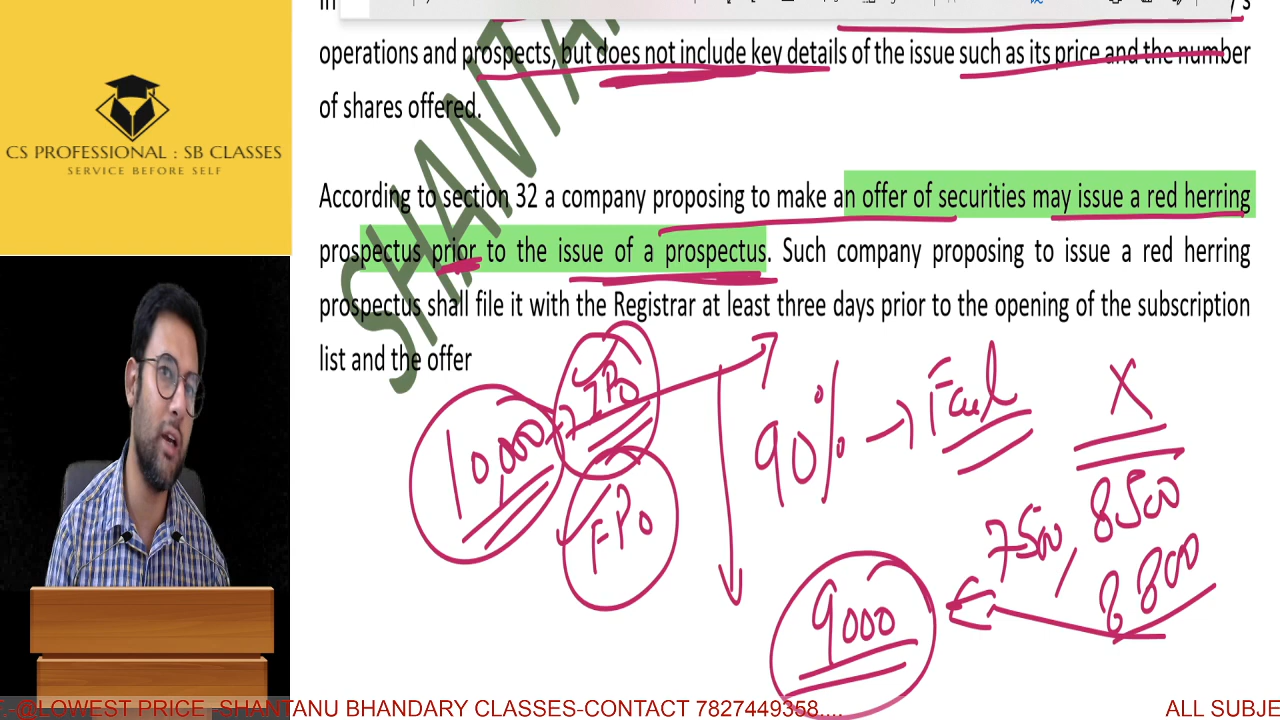 operations and prospects, but does not include key details of the issue such as its price and the number
of shares offered.
CS PROFESSIONAL : SB CLASSES
SERVICE BEFORE SELF
According to section 32 a company proposing to make an offer of securities may issue a red herring
prospectus prior to the issue of a prospectus. Such company proposing to issue a red herring
prospectus shall file it with the Registrar at least three days prior to the opening of the subscription
list and the offer
SHANTA
10,000
IPO
FPO
90%
X
7500, 8500
8800
9000
-@LOWEST PRICE -SHANTANU BHANDARY CLASSES-CONTACT 7827449358....
ALL SUBJE